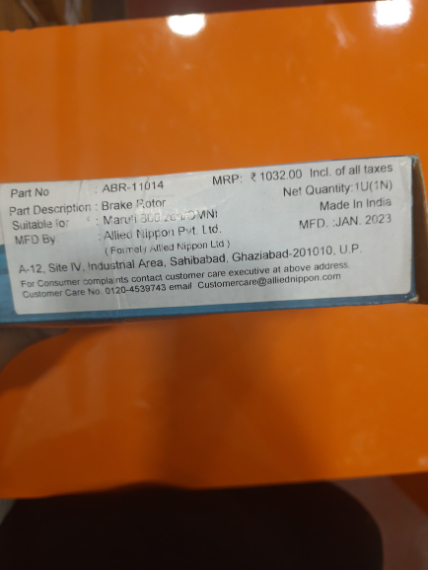 Part No : ABR-11014 MRP: ₹ 1032.00 Incl. of all taxes
Part Description : Brake Rotor Net Quantity:1U(1N)
Suitable for : Maruti 800 OMNI Made In India
MFD By : Allied Nippon Pvt. Ltd. MFD. :JAN. 2023
( Formerly Allied Nippon Ltd )
A-12, Site IV, Industrial Area, Sahibabad, Ghaziabad-201010, U.P.
For Consumer complaints contact customer care executive at above address.
Customer Care No. 0120-4539743 email Customercare@alliednippon.com